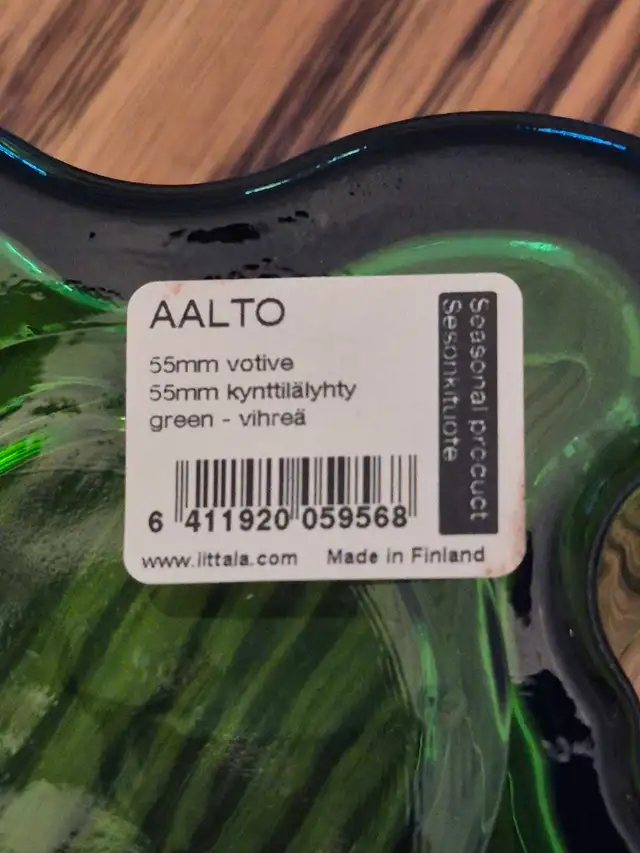 AALTO
55mm votive
55mm kynttilälyhty
green - vihreä
Seasonal product
Sesonkituote
6 411920 059568
www.iittala.com Made in Finland